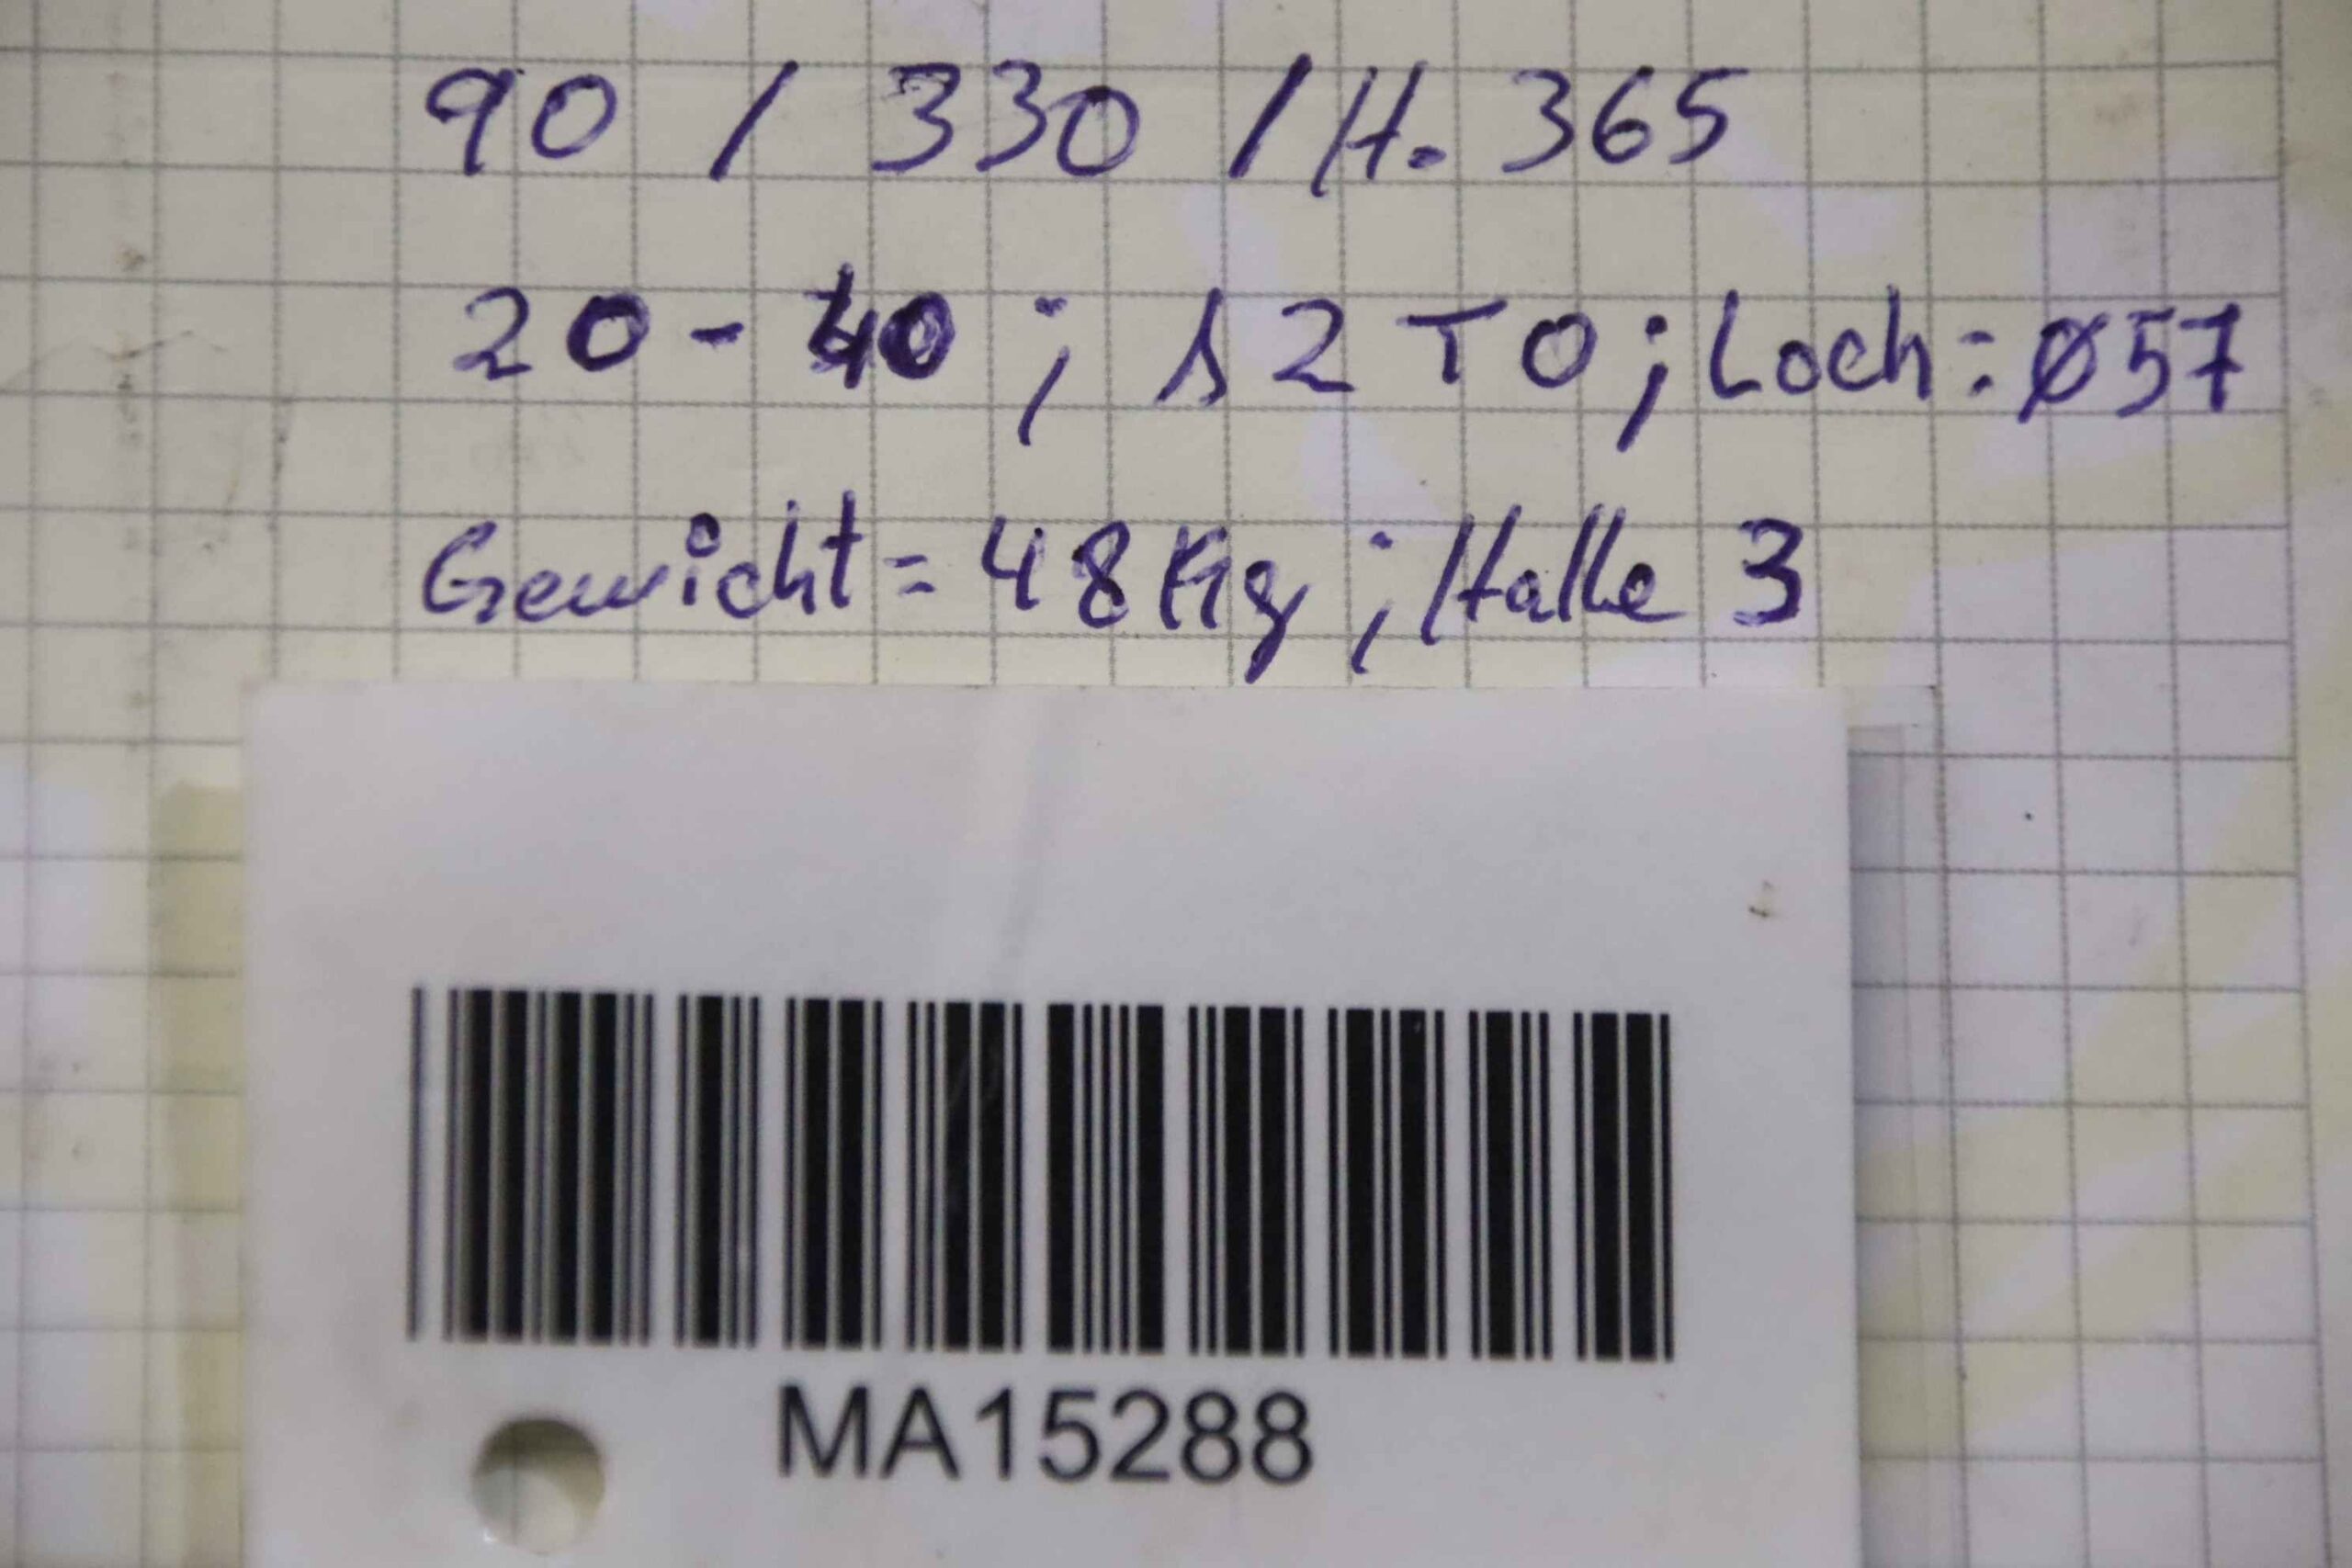 90 / 330 / H. 365
20-40 ; 12 TO ; Loch = Ø57
Gewicht = 48 Kg ; Halle 3
MA15288